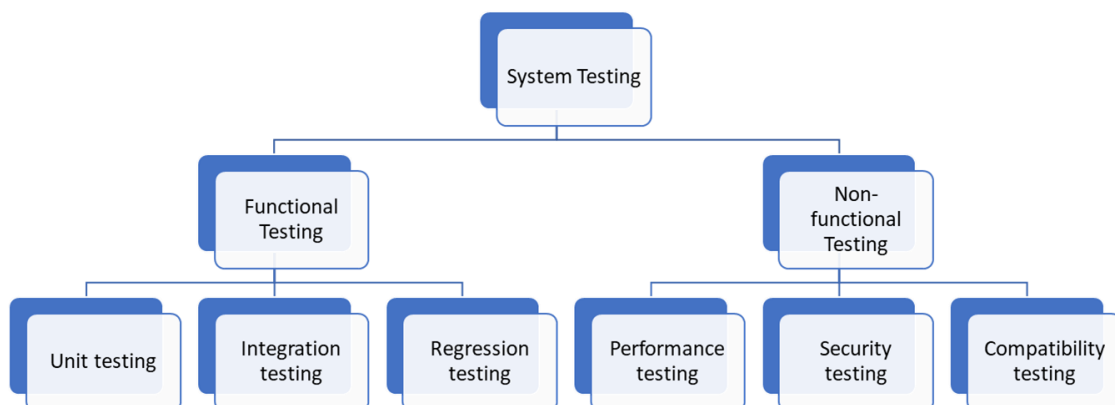 System Testing
Functional
Testing
Non-
functional
Testing
Unit testing
Integration
testing
Regression
testing
Performance
testing
Security
testing
Compatibility
testing